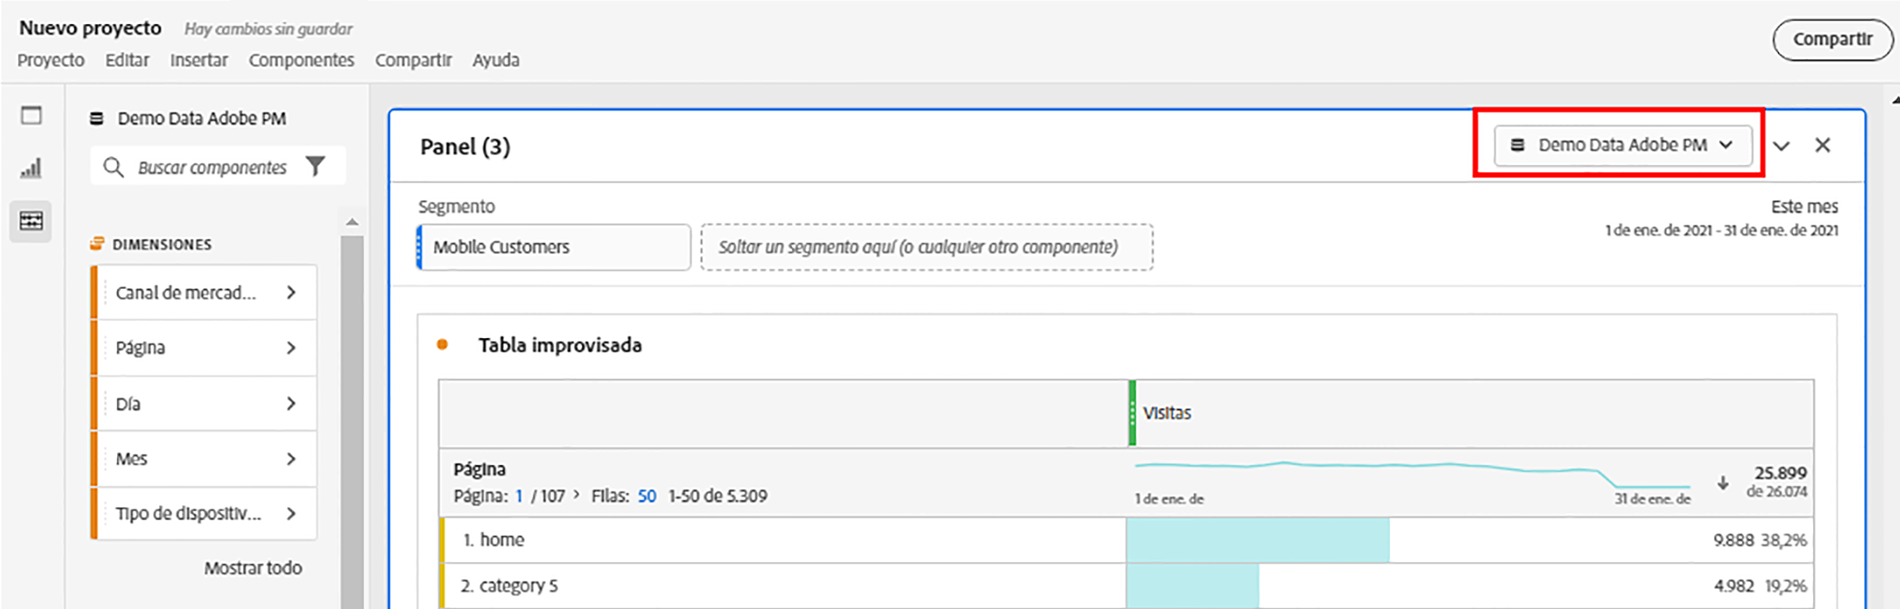 Nuevo proyecto Hay cambios sin guardar
Compartir
Proyecto Editar Insertar Componentes Compartir Ayuda
Demo Data Adobe PM
Buscar componentes
DIMENSIONES
Canal de mercad...
Página
Día
Mes
Tipo de dispositiv...
Mostrar todo
Panel (3)
Demo Data Adobe PM
Segmento
Mobile Customers
Soltar un segmento aquí (o cualquier otro componente)
Este mes
1 de ene. de 2021 - 31 de ene. de 2021
Tabla improvisada
Visitas
Página
Página: 1 / 107 > Filas: 50 1-50 de 5.309
1 de ene. de
31 de ene. de
25.899
de 26.074
1. home 9.888 38,2%
2. category 5 4.982 19,2%